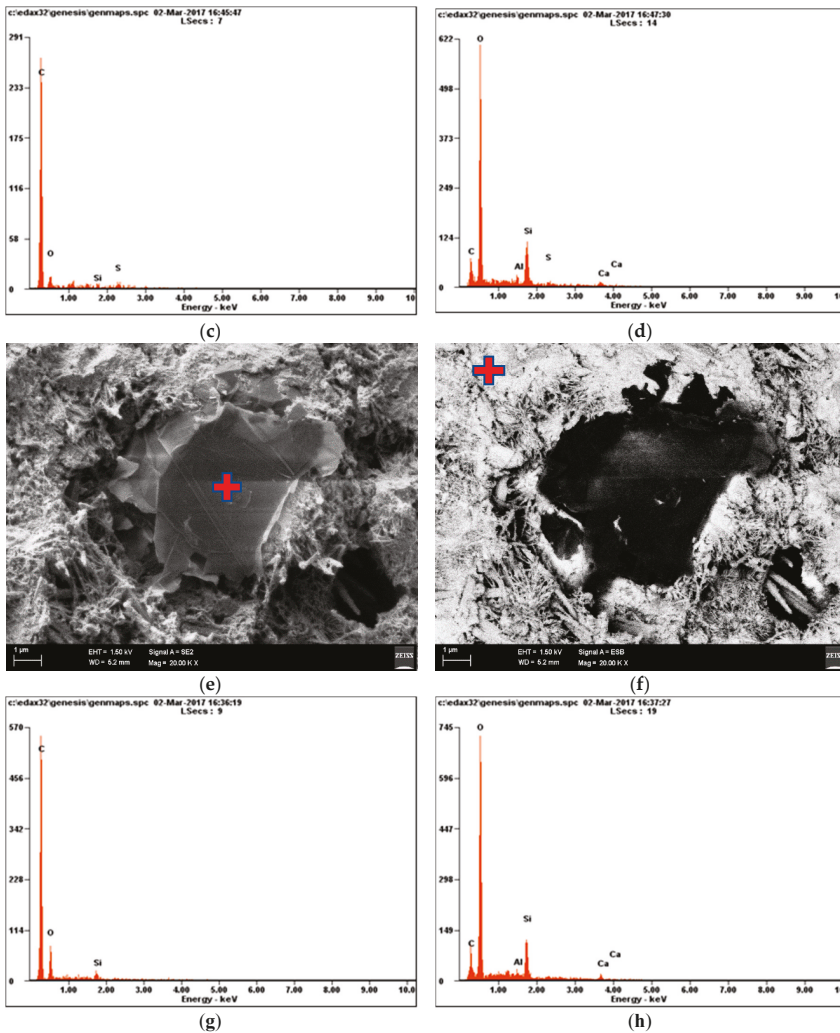 c:\edax32\genesis\genmaps.spc 02-Mar-2017 16:45:47
LSecs : 7
291
233
175
116
58
0
C
O
Si
S
1.00 2.00 3.00 4.00 5.00 6.00 7.00 8.00 9.00 10.
Energy - keV
(c)
c:\edax32\genesis\genmaps.spc 02-Mar-2017 16:47:30
LSecs : 14
622
498
373
249
124
0
O
C
Al
Si
S
Ca
Ca
1.00 2.00 3.00 4.00 5.00 6.00 7.00 8.00 9.00 10.0
Energy - keV
(d)
1 µm
EHT = 1.50 kV Signal A = SE2
WD = 5.2 mm Mag = 20.00 K X
ZEISS
(e)
1 µm
EHT = 1.50 kV Signal A = ESB
WD = 5.2 mm Mag = 20.00 K X
ZEISS
(f)
c:\edax32\genesis\genmaps.spc 02-Mar-2017 16:36:19
LSecs : 9
570
456
342
228
114
0
C
O
Si
1.00 2.00 3.00 4.00 5.00 6.00 7.00 8.00 9.00 10.0
Energy - keV
(g)
c:\edax32\genesis\genmaps.spc 02-Mar-2017 16:37:27
LSecs : 19
745
596
447
298
149
0
O
C
Al
Si
Ca
Ca
1.00 2.00 3.00 4.00 5.00 6.00 7.00 8.00 9.00 10.0
Energy - keV
(h)